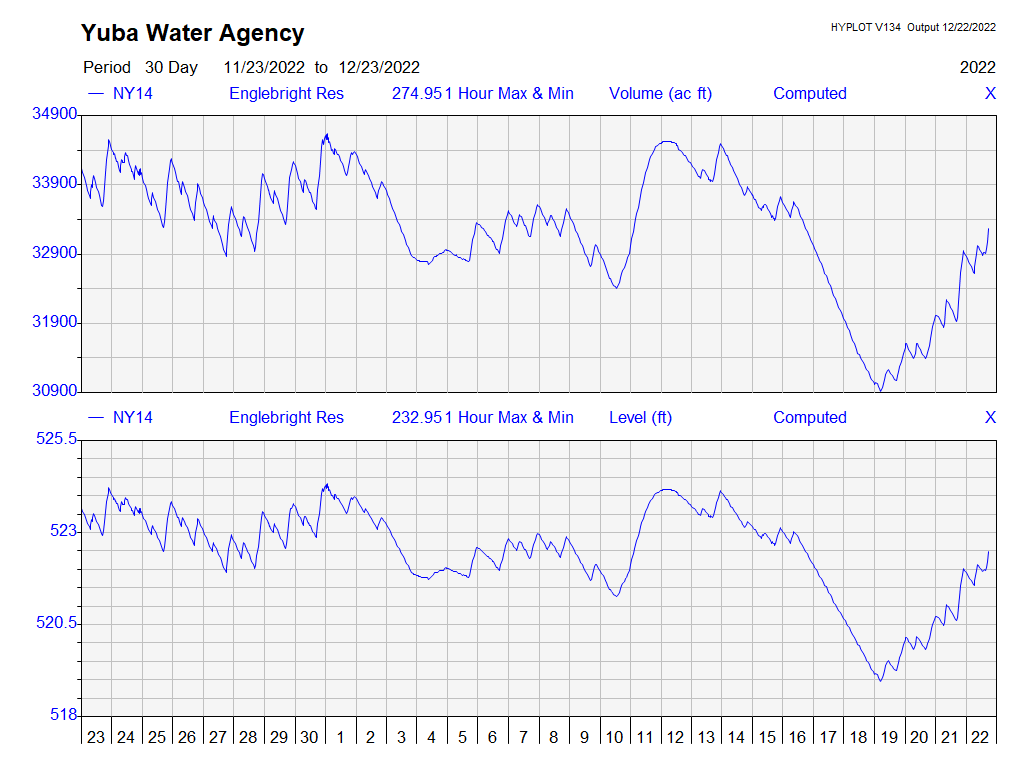 Yuba Water Agency
HYPLOT V134 Output 12/22/2022
Period 30 Day 11/23/2022 to 12/23/2022 2022
NY14 Englebright Res 274.951 Hour Max & Min Volume (ac ft) Computed X
34900
33900
32900
31900
30900
NY14 Englebright Res 232.951 Hour Max & Min Level (ft) Computed X
525.5
523
520.5
518
23 24 25 26 27 28 29 30 1 2 3 4 5 6 7 8 9 10 11 12 13 14 15 16 17 18 19 20 21 22